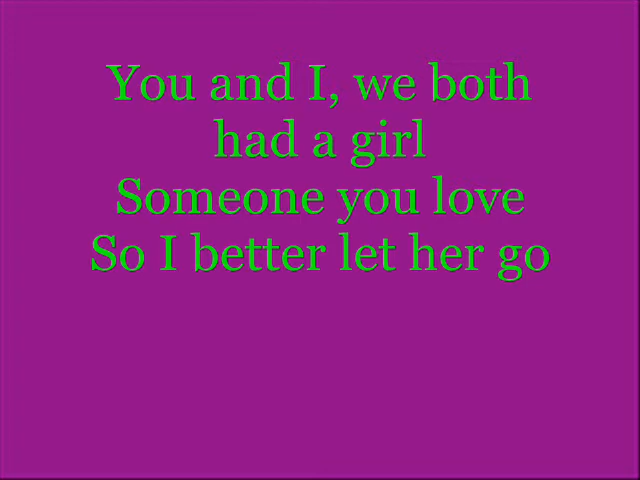 You and I, we both
had a girl
Someone you love
So I better let her go